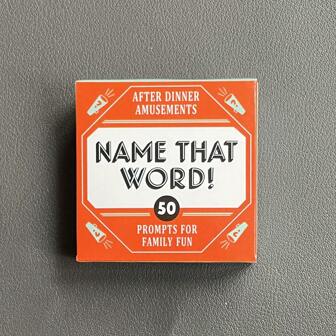 AFTER DINNER
AMUSEMENTS
NAME THAT
WORD!
50
PROMPTS FOR
FAMILY FUN